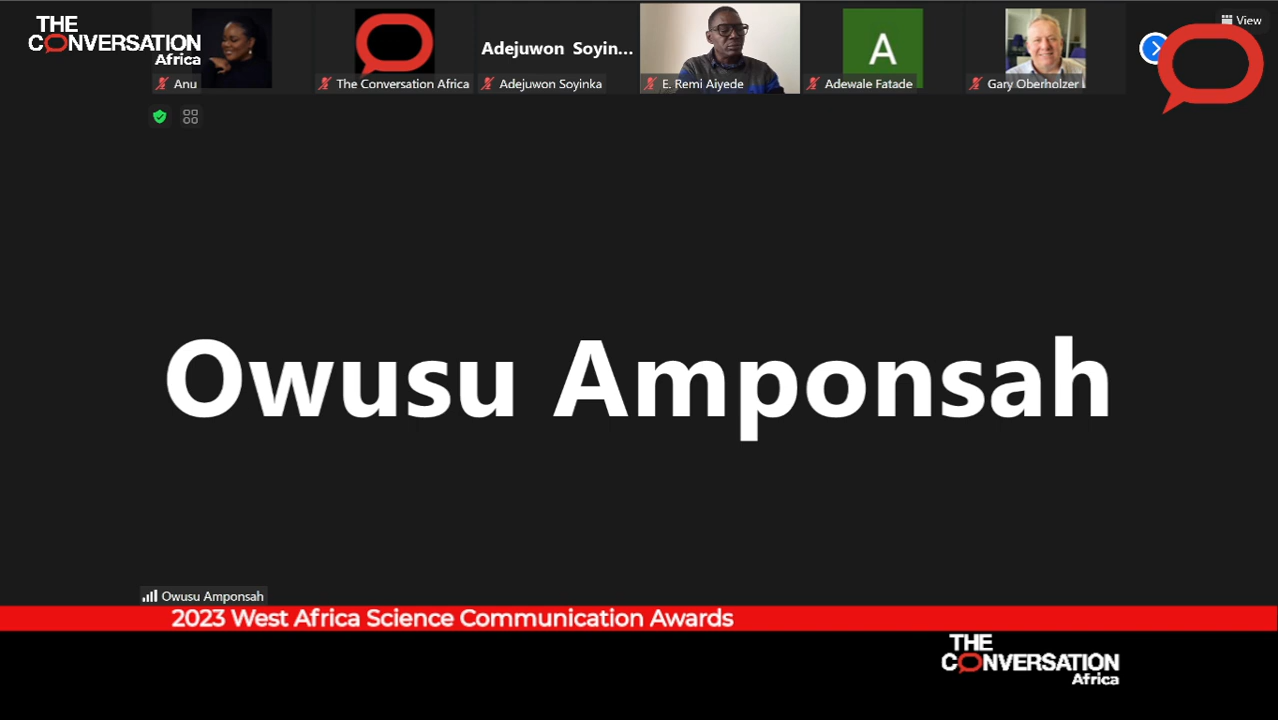 THE
CONVERSATION
Africa
Adejuwon Soyin...
A
View
Anu
The Conversation Africa
Adejuwon Soyinka
E. Remi Aiyede
Adewale Fatade
Gary Oberholzer
Owusu Amponsah
Owusu Amponsah
2023 West Africa Science Communication Awards
THE
CONVERSATION
Africa